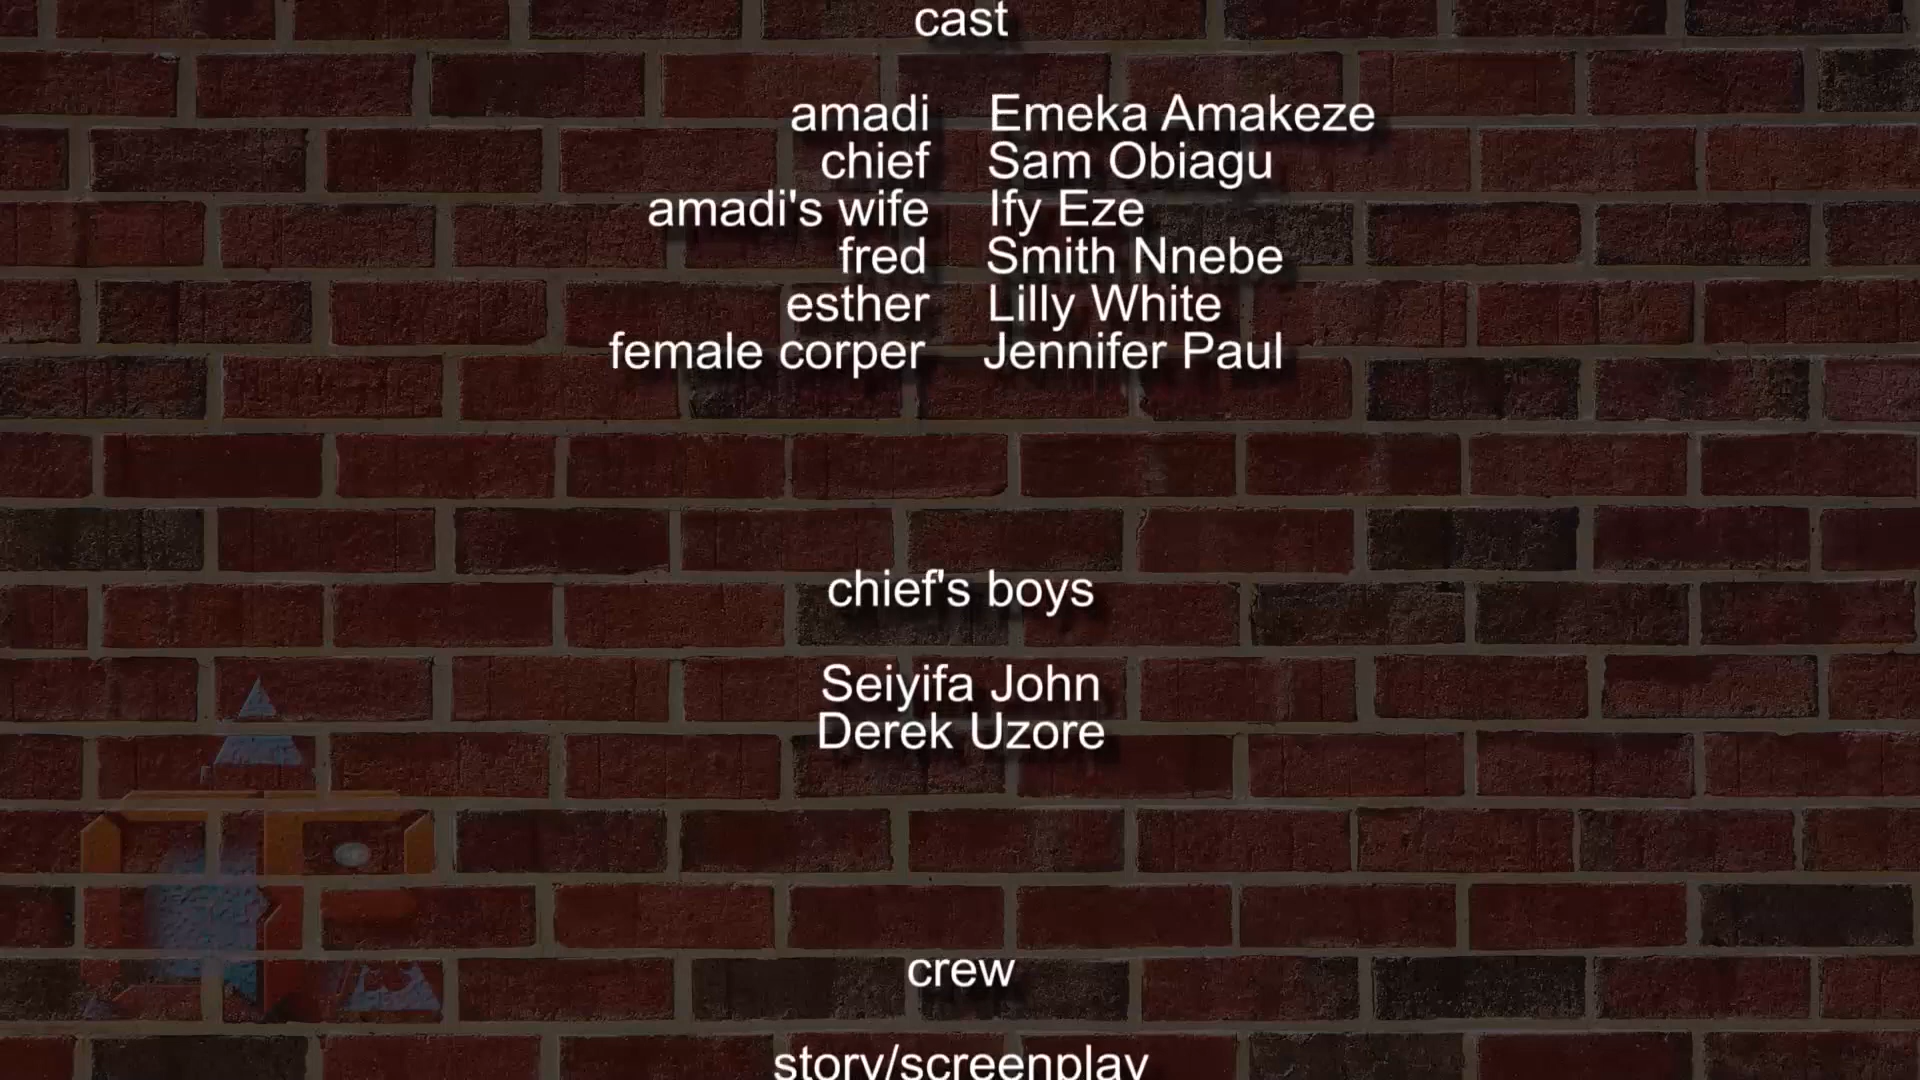 cast
amadi Emeka Amakeze
chief Sam Obiagu
amadi's wife Ify Eze
fred Smith Nnebe
esther Lilly White
female corper Jennifer Paul
chief's boys
Seiyifa John
Derek Uzore
crew
story/screenplay